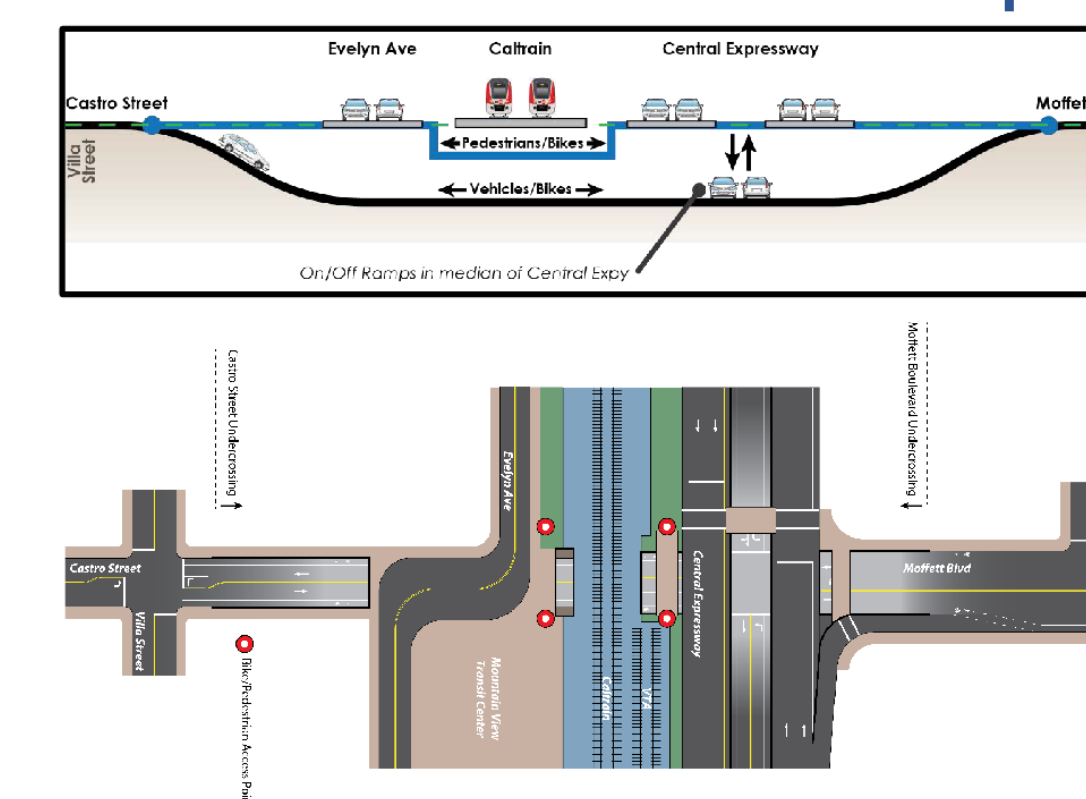 Evelyn Ave
Caltrain
Central Expressway
Castro Street
Moffet
Villa
Street
Pedestrians/Bikes
Vehicles/Bikes
On/Off Ramps in median of Central Expy
Castro Street Undercrossing
Moffett Boulevard Undercrossing
Evelyn Ave
Castro Street
Villa Street
Central Expressway
Moffett Blvd
Mountain View
Transit Center
Caltrain
VTA
Bike/Pedestrian Access Poi